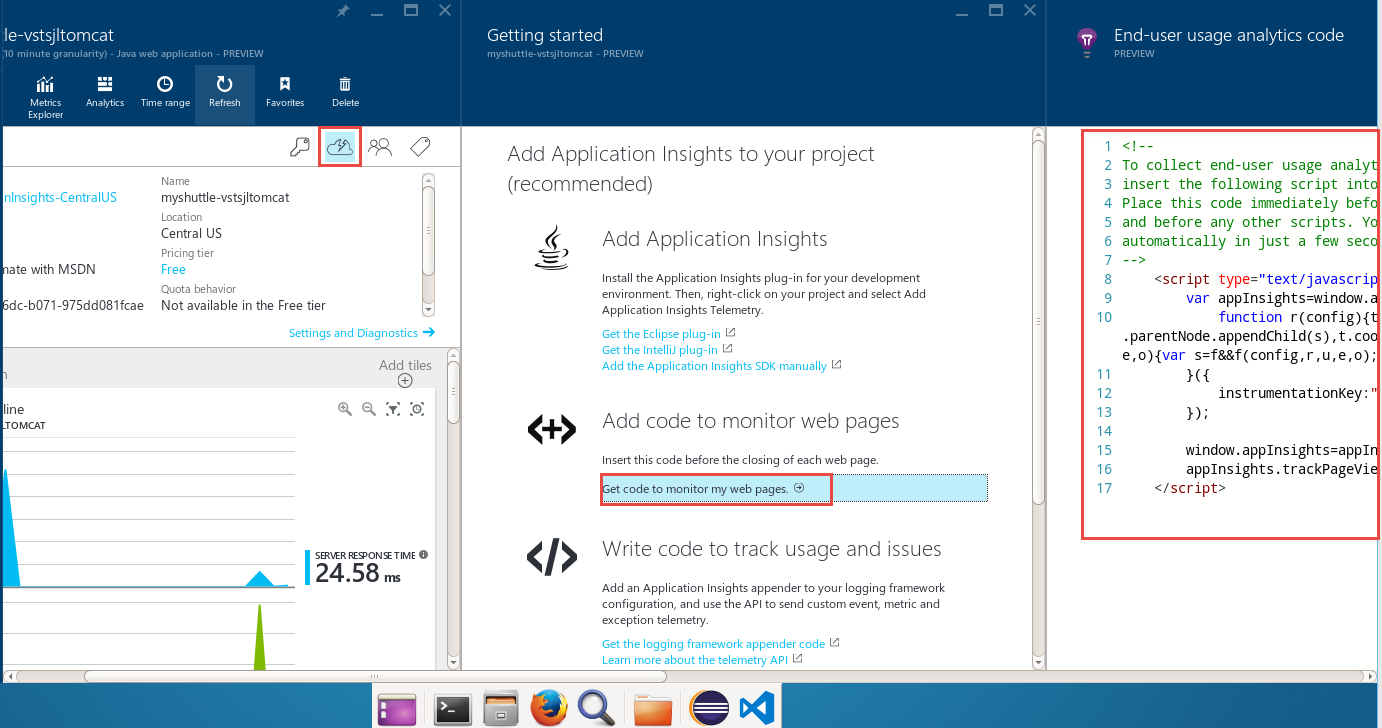 le-vstsjltomcat
(10 minute granularity) - Java web application - PREVIEW
Metrics Explorer
Analytics
Time range
Refresh
Favorites
Delete
nInsights-CentralUS
mate with MSDN
6dc-b071-975dd081fcae
Name
myshuttle-vstsjltomcat
Location
Central US
Pricing tier
Free
Quota behavior
Not available in the Free tier
Settings and Diagnostics
Add tiles
line
LTOMCAT
SERVER RESPONSE TIME
24.58 ms
Getting started
myshuttle-vstsjltomcat - PREVIEW
Add Application Insights to your project
(recommended)
Add Application Insights
Install the Application Insights plug-in for your development
environment. Then, right-click on your project and select Add
Application Insights Telemetry.
Get the Eclipse plug-in
Get the IntelliJ plug-in
Add the Application Insights SDK manually
Add code to monitor web pages
Insert this code before the closing of each web page.
Get code to monitor my web pages.
Write code to track usage and issues
Add an Application Insights appender to your logging framework
configuration, and use the API to send custom event, metric and
exception telemetry.
Get the logging framework appender code
Learn more about the telemetry API
End-user usage analytics code
PREVIEW
1 <!--
2 To collect end-user usage analyt
3 insert the following script into
4 Place this code immediately befo
5 and before any other scripts. Yo
6 automatically in just a few seco
7 -->
8 <script type="text/javascrip
9 var appInsights=window.a
10 function r(config){t
.parentNode.appendChild(s),t.coo
e,o){var s=f&&f(config,r,u,e,o);
11 }({
12 instrumentationKey:"
13 });
14
15 window.appInsights=appIn
16 appInsights.trackPageVie
17 </script>